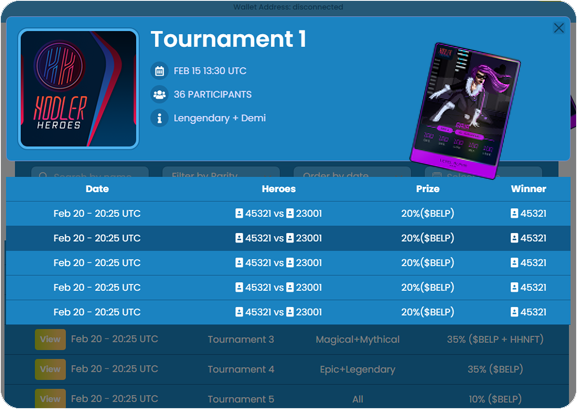 Wallet Address: disconnected
Tournament 1
FEB 15 13:30 UTC
36 PARTICIPANTS
Lengendary + Demi
HODLER
HEROES
Search by name Filter by Rarity Order by date
Date Heroes Prize Winner
Feb 20 - 20:25 UTC 45321 vs 23001 20%($BELP) 45321
Feb 20 - 20:25 UTC 45321 vs 23001 20%($BELP) 45321
Feb 20 - 20:25 UTC 45321 vs 23001 20%($BELP) 45321
Feb 20 - 20:25 UTC 45321 vs 23001 20%($BELP) 45321
Feb 20 - 20:25 UTC 45321 vs 23001 20%($BELP) 45321
View Feb 20 - 20:25 UTC Tournament 3 Magical+Mythical 35% ($BELP + HHNFT)
View Feb 20 - 20:25 UTC Tournament 4 Epic+Legendary 35% ($BELP)
View Feb 20 - 20:25 UTC Tournament 5 All 10% ($BELP)